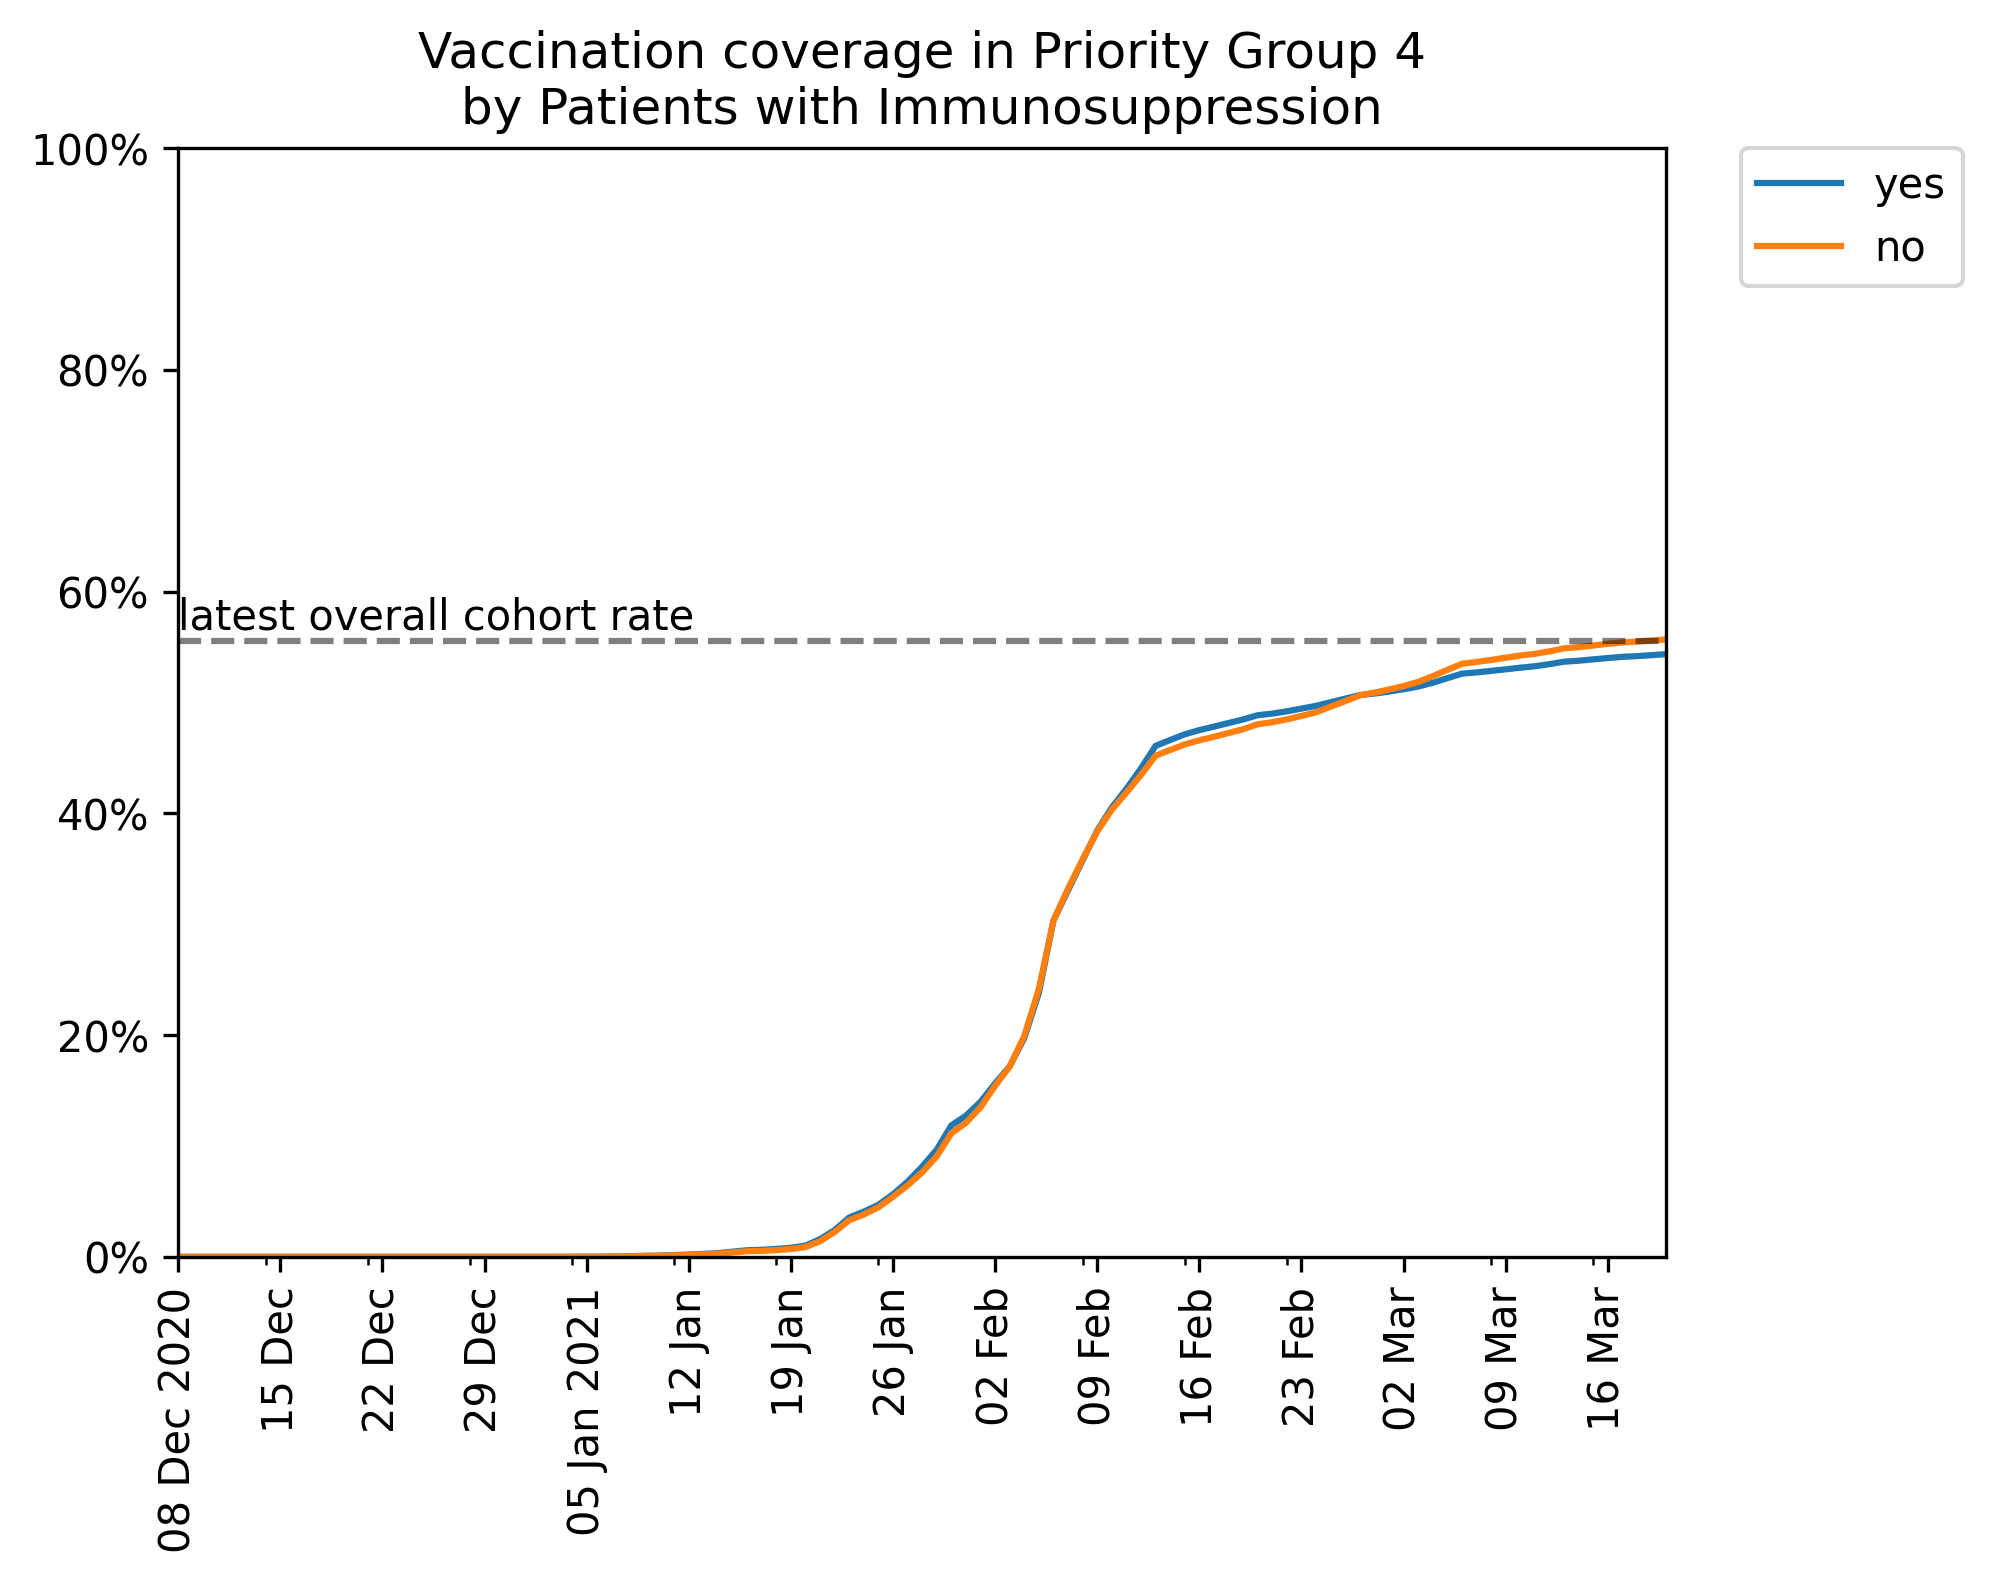 Vaccination coverage in Priority Group 4
by Patients with Immunosuppression
100%
80%
60%
40%
20%
0%
latest overall cohort rate
yes
no
08 Dec 2020
15 Dec
22 Dec
29 Dec
05 Jan 2021
12 Jan
19 Jan
26 Jan
02 Feb
09 Feb
16 Feb
23 Feb
02 Mar
09 Mar
16 Mar